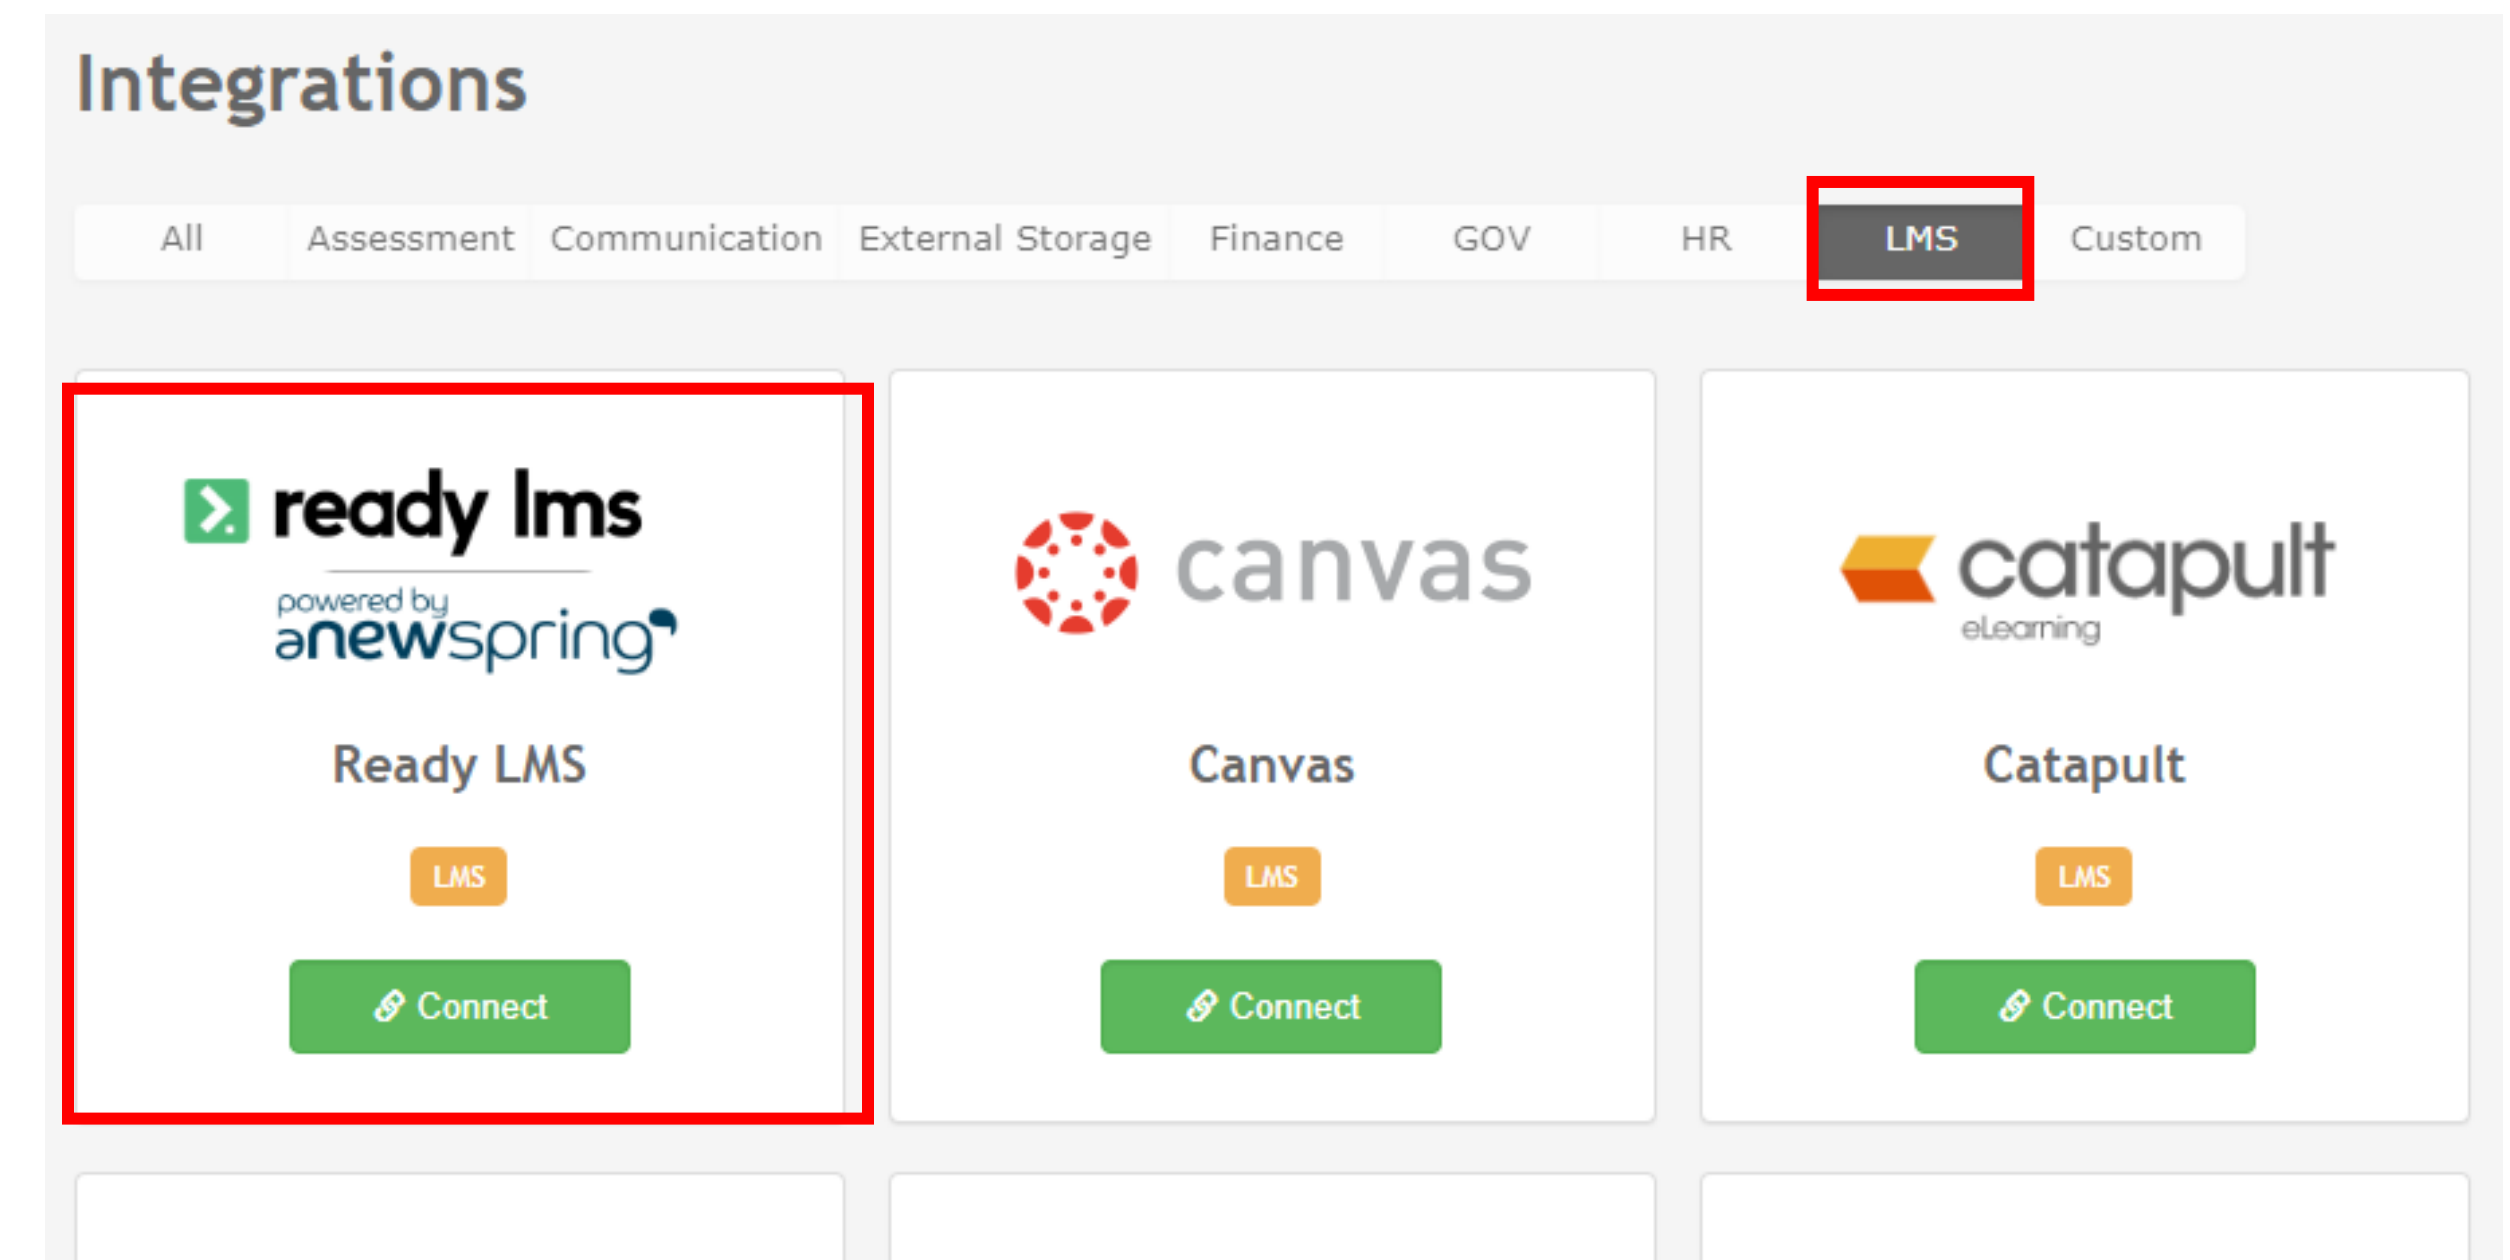 Integrations
All Assessment Communication External Storage Finance GOV HR LMS Custom
ready lms
powered by
anewspring
Ready LMS
LMS
Connect
canvas
Canvas
LMS
Connect
catapult
eLearning
Catapult
LMS
Connect